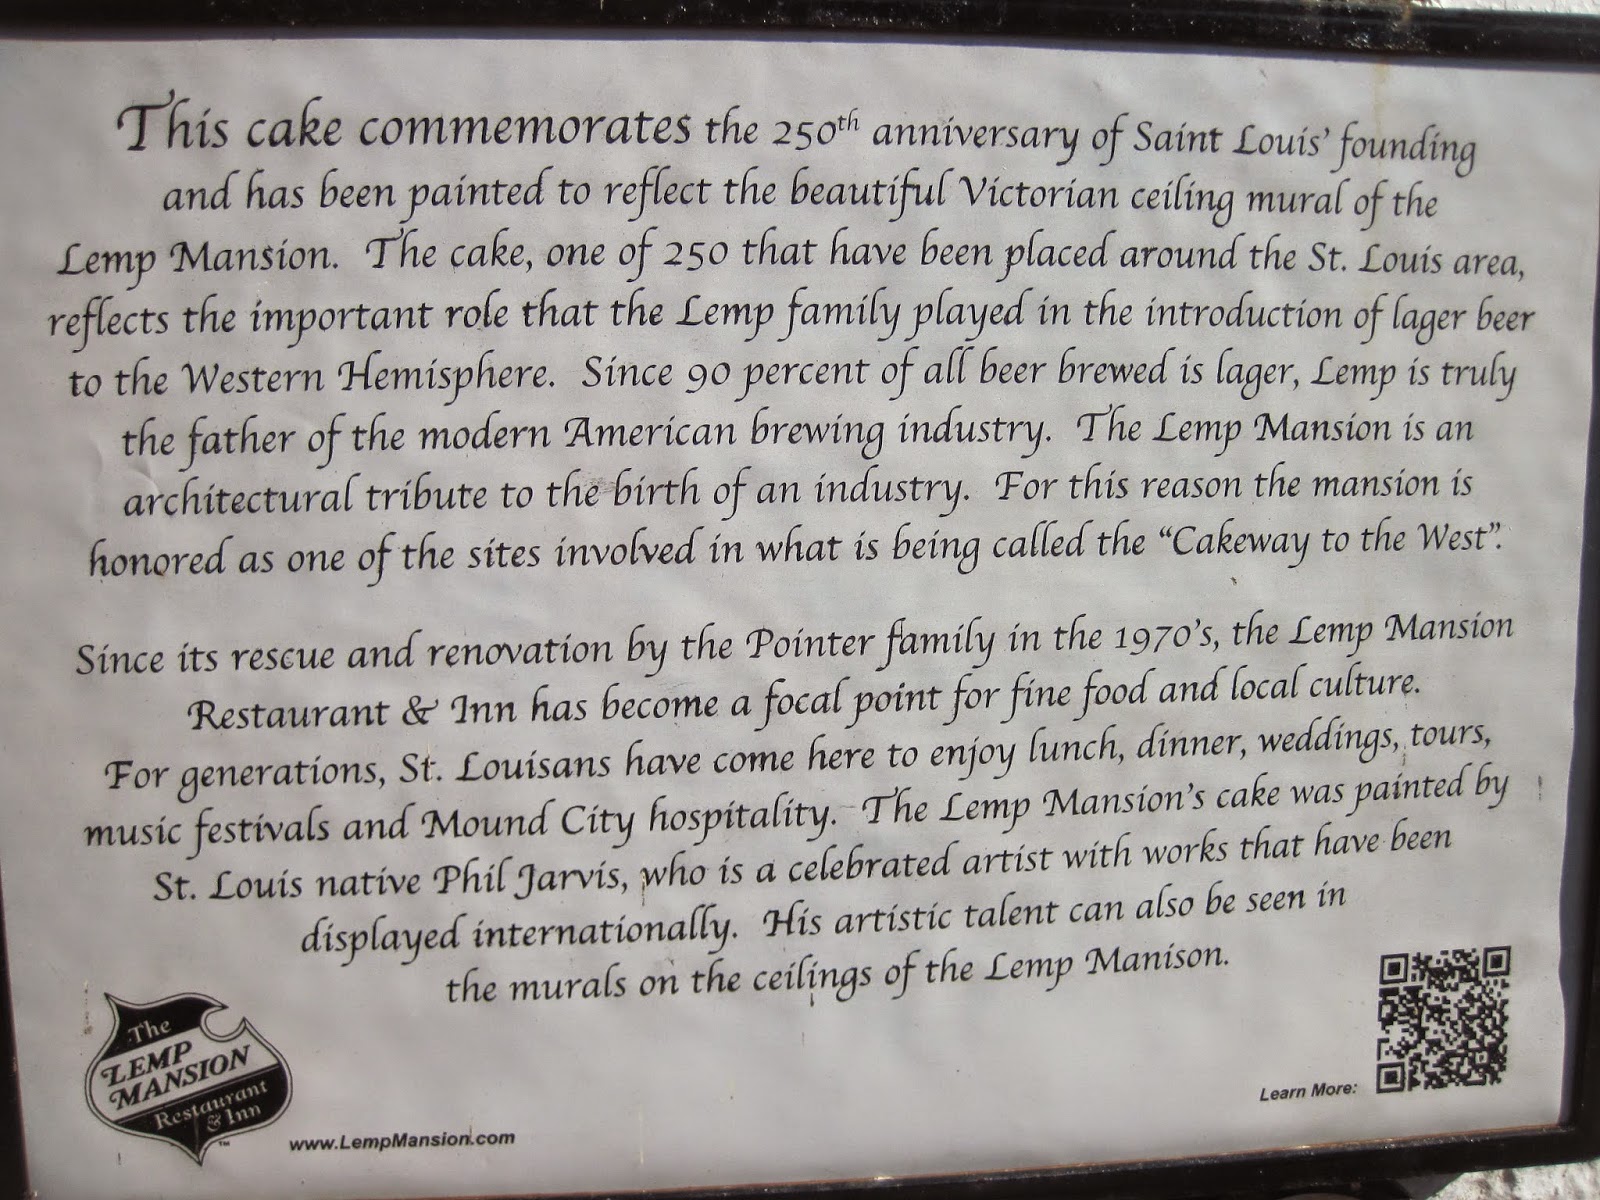 This cake commemorates the 250th anniversary of Saint Louis' founding
and has been painted to reflect the beautiful Victorian ceiling mural of the
Lemp Mansion. The cake, one of 250 that have been placed around the St. Louis area,
reflects the important role that the Lemp family played in the introduction of lager beer
to the Western Hemisphere. Since 90 percent of all beer brewed is lager, Lemp is truly
the father of the modern American brewing industry. The Lemp Mansion is an
architectural tribute to the birth of an industry. For this reason the mansion is
honored as one of the sites involved in what is being called the “Cakeway to the West”.
Since its rescue and renovation by the Pointer family in the 1970's, the Lemp Mansion
Restaurant & Inn has become a focal point for fine food and local culture.
For generations, St. Louisans have come here to enjoy lunch, dinner, weddings, tours,
music festivals and Mound City hospitality. The Lemp Mansion's cake was painted by
St. Louis native Phil Jarvis, who is a celebrated artist with works that have been
displayed internationally. His artistic talent can also be seen in
the murals on the ceilings of the Lemp Manison.
The
LEMP
MANSION
Restaurant
& Inn
™
www.LempMansion.com
Learn More: